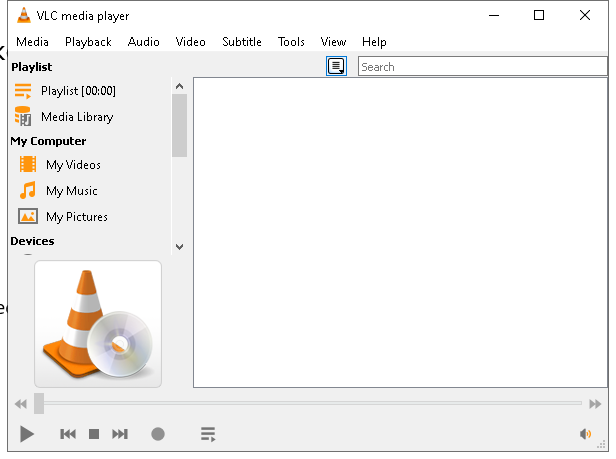 VLC media player
Media Playback Audio Video Subtitle Tools View Help
Playlist
Search
Playlist [00:00]
Media Library
My Computer
My Videos
My Music
My Pictures
Devices